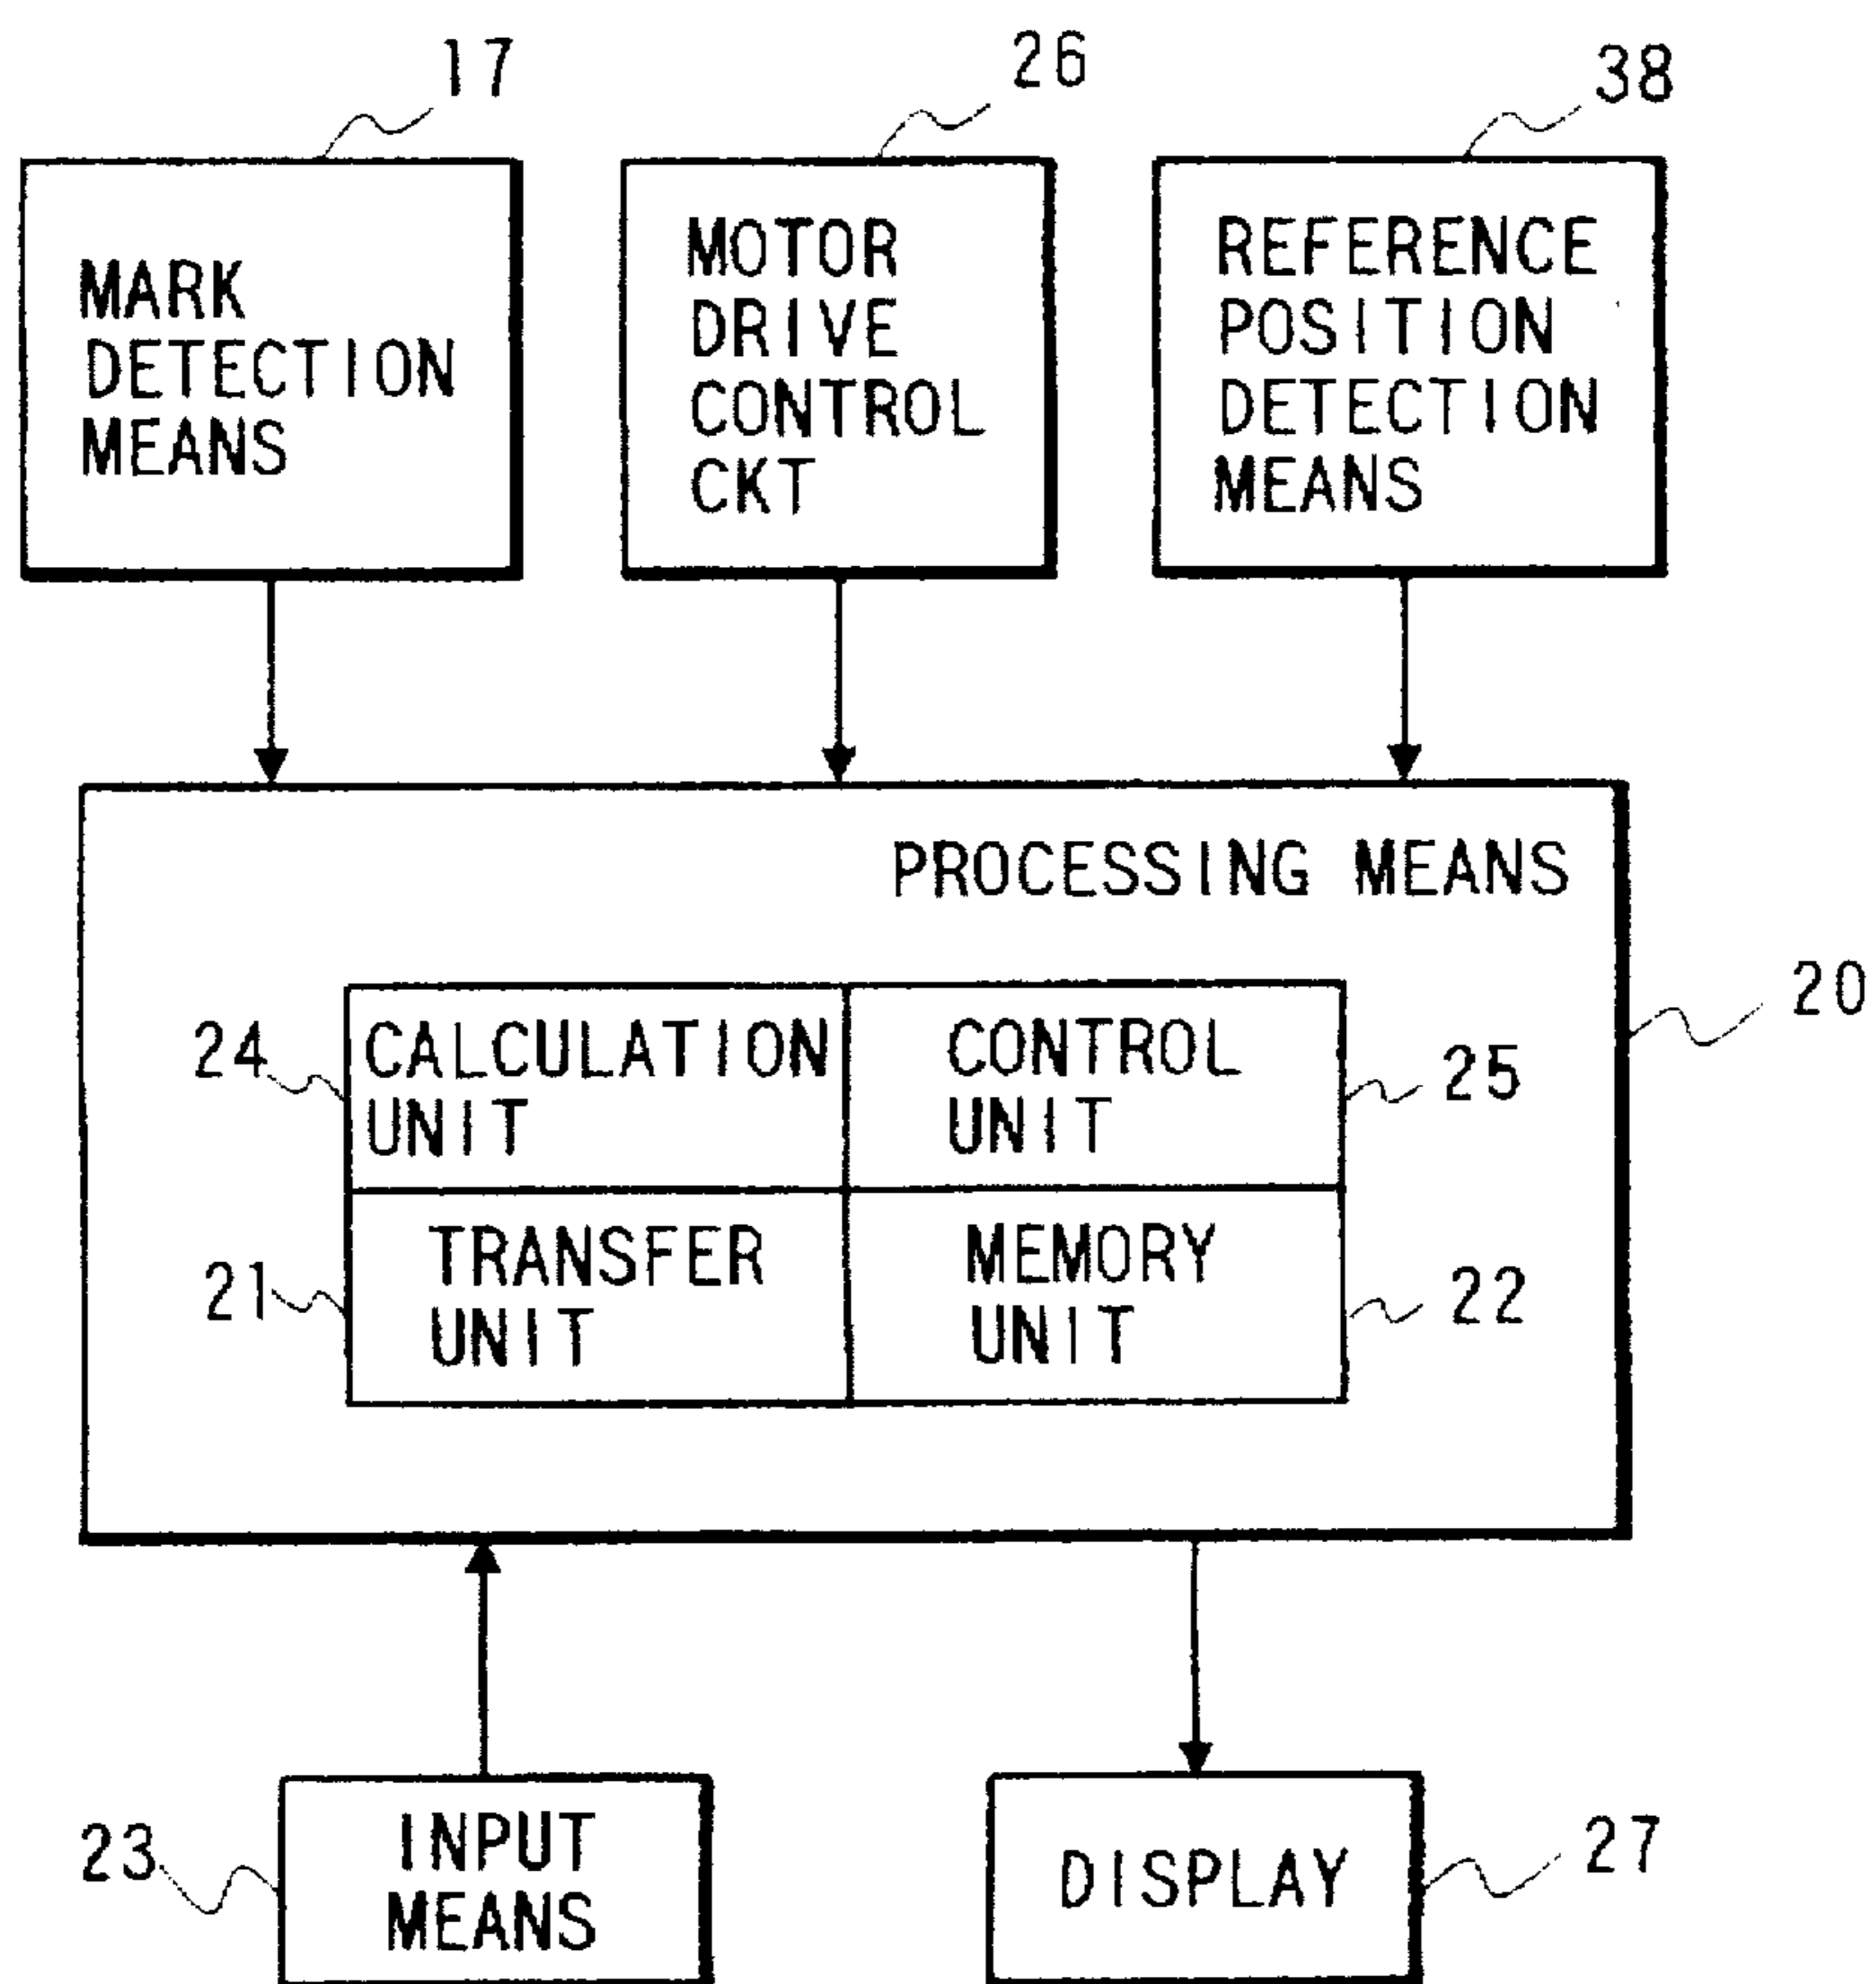 17
26
38
MARK
DETECTION
MEANS
MOTOR
DRIVE
CONTROL
CKT
REFERENCE
POSITION
DETECTION
MEANS
PROCESSING MEANS
20
24
CALCULATION
UNIT
CONTROL
UNIT
25
21
TRANSFER
UNIT
MEMORY
UNIT
22
23
INPUT
MEANS
DISPLAY
27